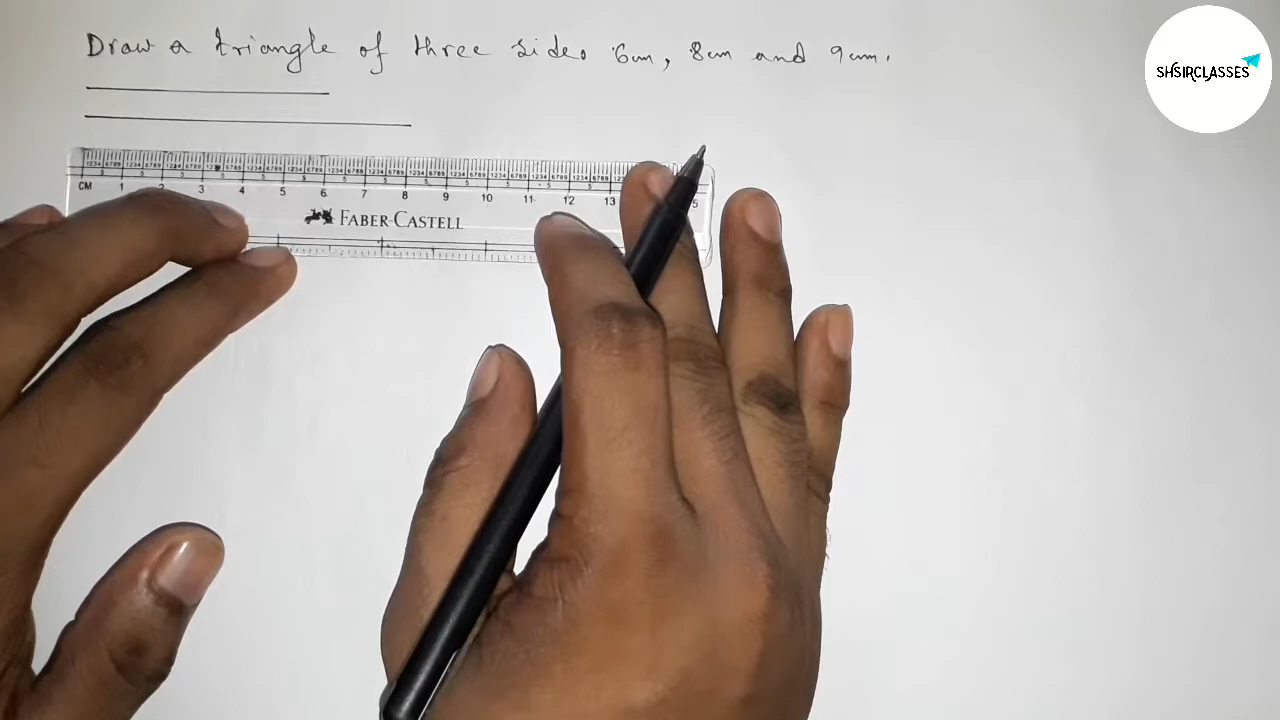 Draw a triangle of three sides 6cm, 8cm and 9cm.
SHSIRCLASSES
CM 1 2 3 4 5 6 7 8 9 10 11 12 13
FABER-CASTELL